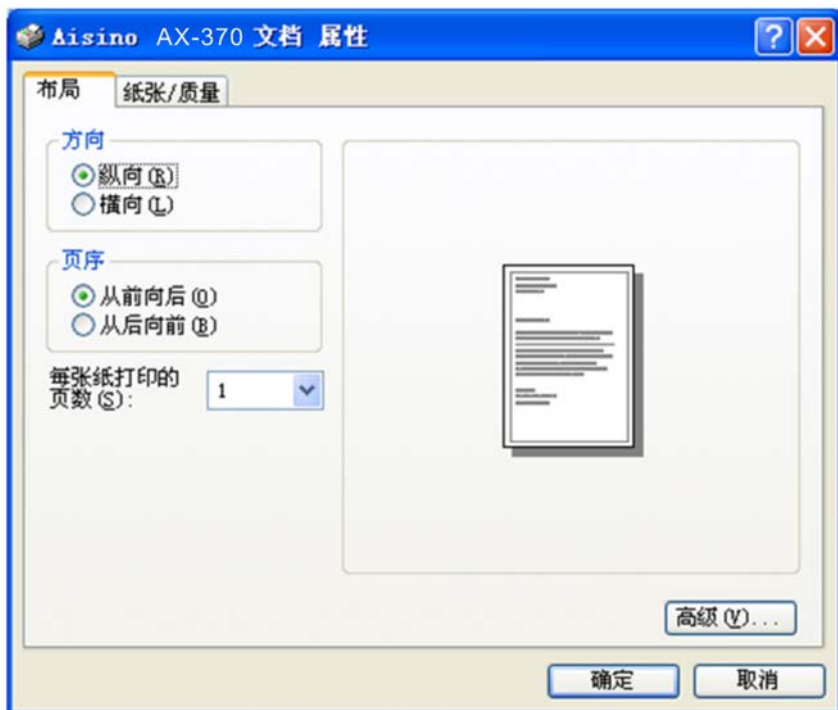 Aisino AX-370 文档 属性
布局
纸张/质量
方向
纵向(R)
横向(L)
页序
从前向后(O)
从后向前(B)
每张纸打印的
页数(S):
1
高级(V)...
确定
取消